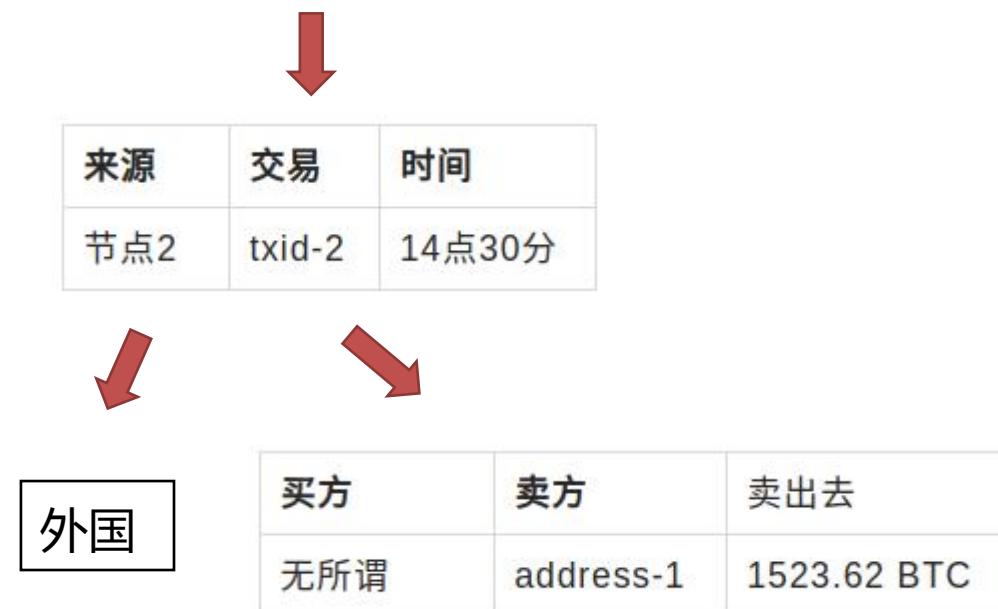 来源 交易 时间
节点2 txid-2 14点30分
外国
买方 卖方 卖出去
无所谓 address-1 1523.62 BTC